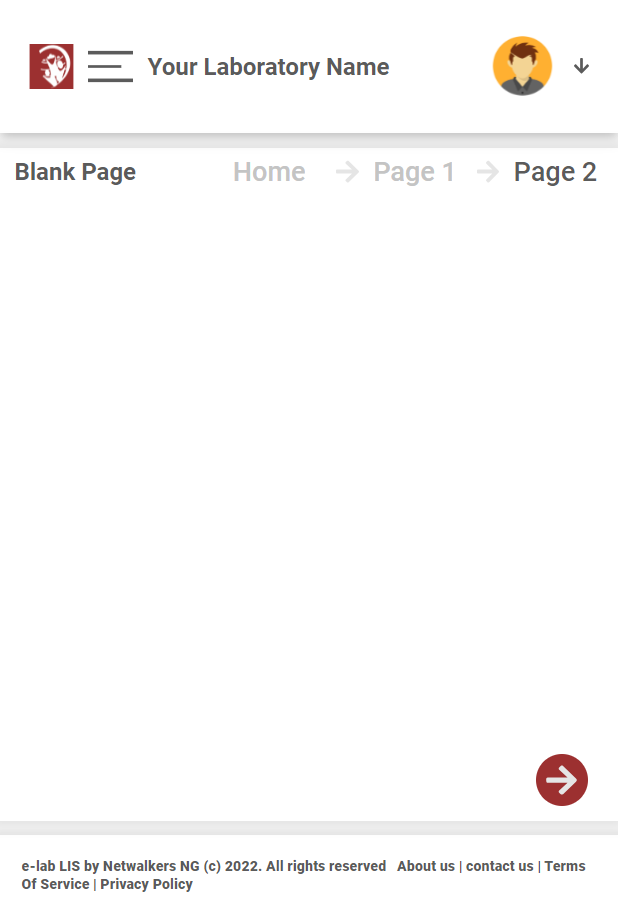 Your Laboratory Name
Blank Page Home Page 1 Page 2
e-lab LIS by Netwalkers NG (c) 2022. All rights reserved About us | contact us | Terms
Of Service | Privacy Policy